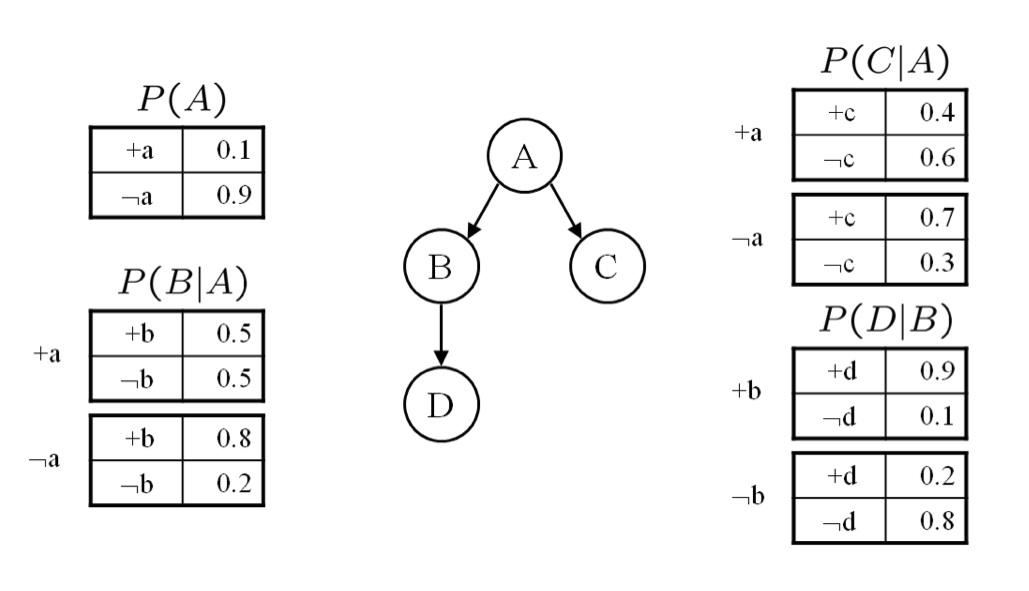 P(A)
+a 0.1
¬a 0.9
P(B|A)
+a
+b 0.5
¬b 0.5
¬a
+b 0.8
¬b 0.2
A
B
C
D
P(C|A)
+a
+c 0.4
¬c 0.6
¬a
+c 0.7
¬c 0.3
P(D|B)
+b
+d 0.9
¬d 0.1
¬b
+d 0.2
¬d 0.8